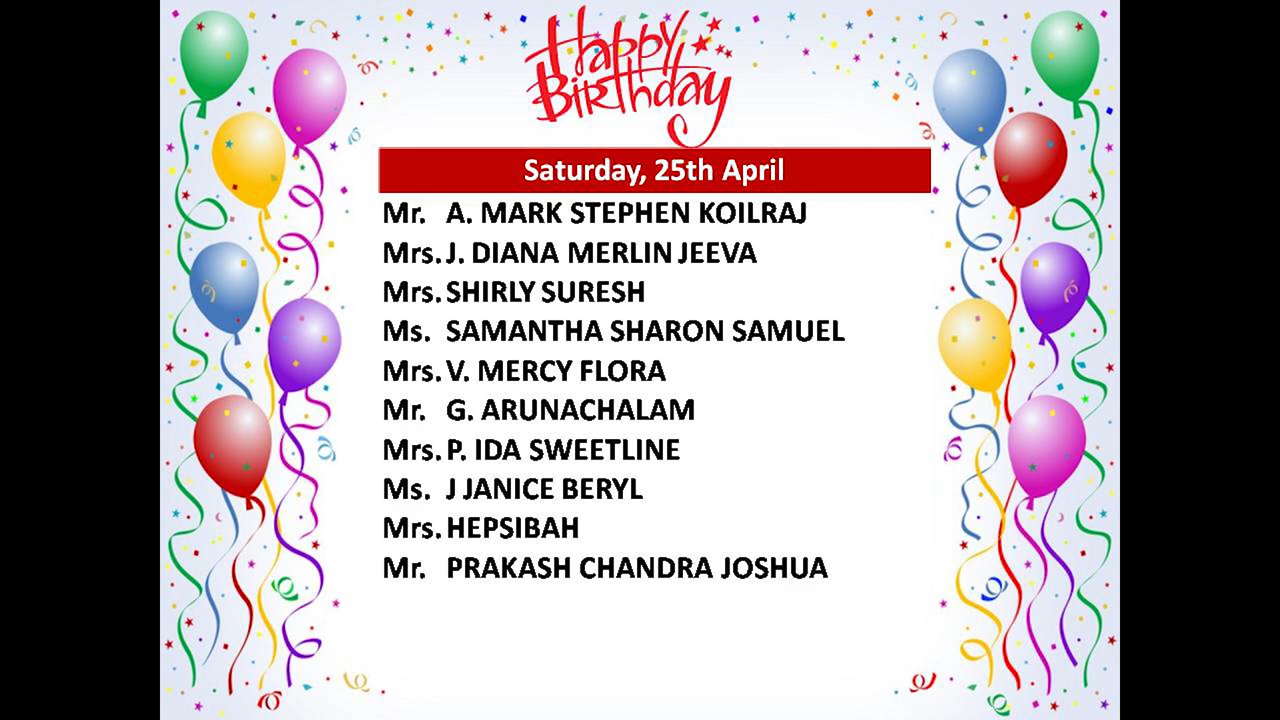 Happy
Birthday
Saturday, 25th April
Mr. A. MARK STEPHEN KOILRAJ
Mrs. J. DIANA MERLIN JEEVA
Mrs. SHIRLY SURESH
Ms. SAMANTHA SHARON SAMUEL
Mrs. V. MERCY FLORA
Mr. G. ARUNACHALAM
Mrs. P. IDA SWEETLINE
Ms. J JANICE BERYL
Mrs. HEPSIBAH
Mr. PRAKASH CHANDRA JOSHUA